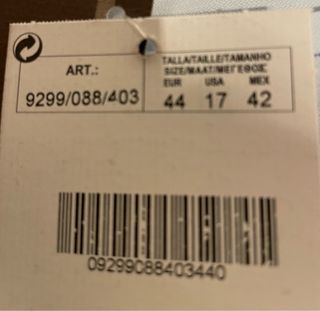 ART.:
9299/088/403
TALLA/TAILLE/TAMANHO
SIZE/MAAT/ΜΕΓΕΘΟΣ
EUR USA MEX
44 17 42
09299088403440